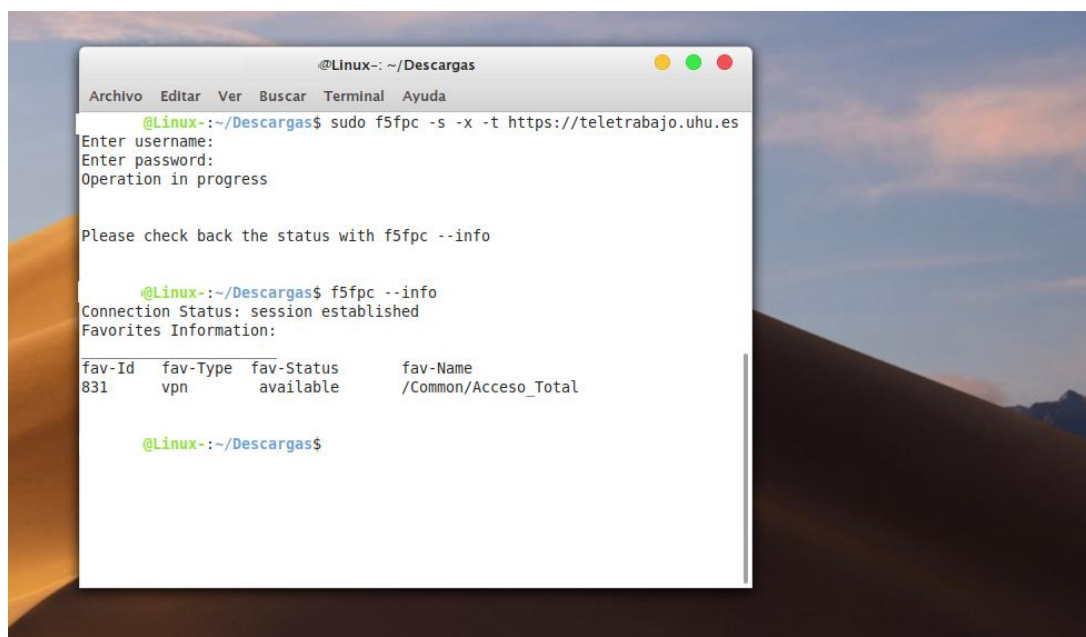 @Linux-: ~/Descargas
Archivo Editar Ver Buscar Terminal Ayuda
@Linux-:~/Descargas$ sudo f5fpc -s -x -t https://teletrabajo.uhu.es
Enter username:
Enter password:
Operation in progress
Please check back the status with f5fpc --info
@Linux-:~/Descargas$ f5fpc --info
Connection Status: session established
Favorites Information:
fav-Id fav-Type fav-Status fav-Name
831 vpn available /Common/Acceso_Total
@Linux-:~/Descargas$